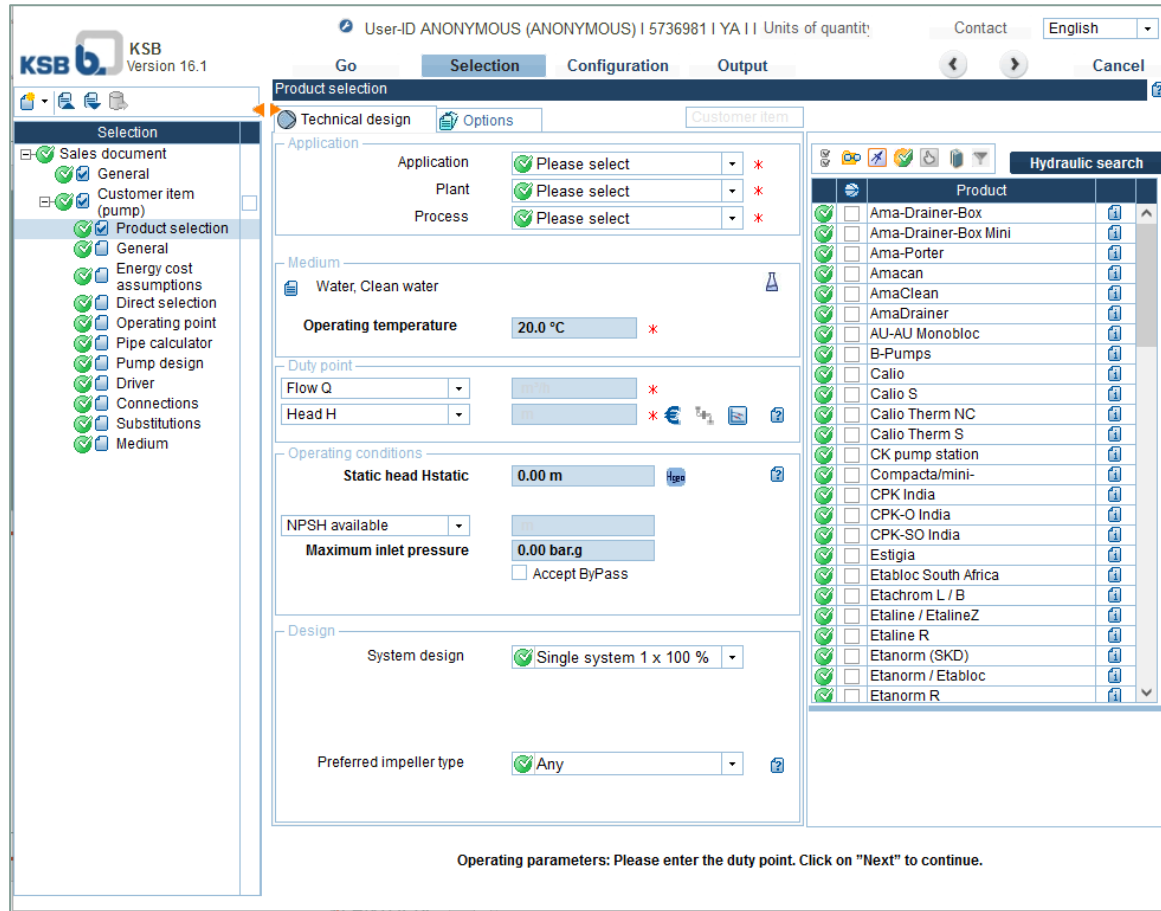 User-ID ANONYMOUS (ANONYMOUS) I 5736981 I YA I I Units of quantity
Contact
English
KSB
KSB
Version 16.1
Go
Selection
Configuration
Output
Cancel
Product selection
Technical design
Options
Customer item
Selection
Sales document
General
Customer item
(pump)
Product selection
General
Energy cost
assumptions
Direct selection
Operating point
Pipe calculator
Pump design
Driver
Connections
Substitutions
Medium
Application
Application
Please select *
Plant
Please select *
Process
Please select *
Medium
Water, Clean water
Operating temperature
20.0 °C *
Duty point
Flow Q
m³/h *
Head H
m *
Operating conditions
Static head Hstatic
0.00 m
Hgeo
NPSH available
m
Maximum inlet pressure
0.00 bar.g
Accept ByPass
Design
System design
Single system 1 x 100 %
Preferred impeller type
Any
Hydraulic search
Product
Ama-Drainer-Box
Ama-Drainer-Box Mini
Ama-Porter
Amacan
AmaClean
AmaDrainer
AU-AU Monobloc
B-Pumps
Calio
Calio S
Calio Therm NC
Calio Therm S
CK pump station
Compacta/mini-
CPK India
CPK-O India
CPK-SO India
Estigia
Etabloc South Africa
Etachrom L / B
Etaline / EtalineZ
Etaline R
Etanorm (SKD)
Etanorm / Etabloc
Etanorm R
Operating parameters: Please enter the duty point. Click on "Next" to continue.